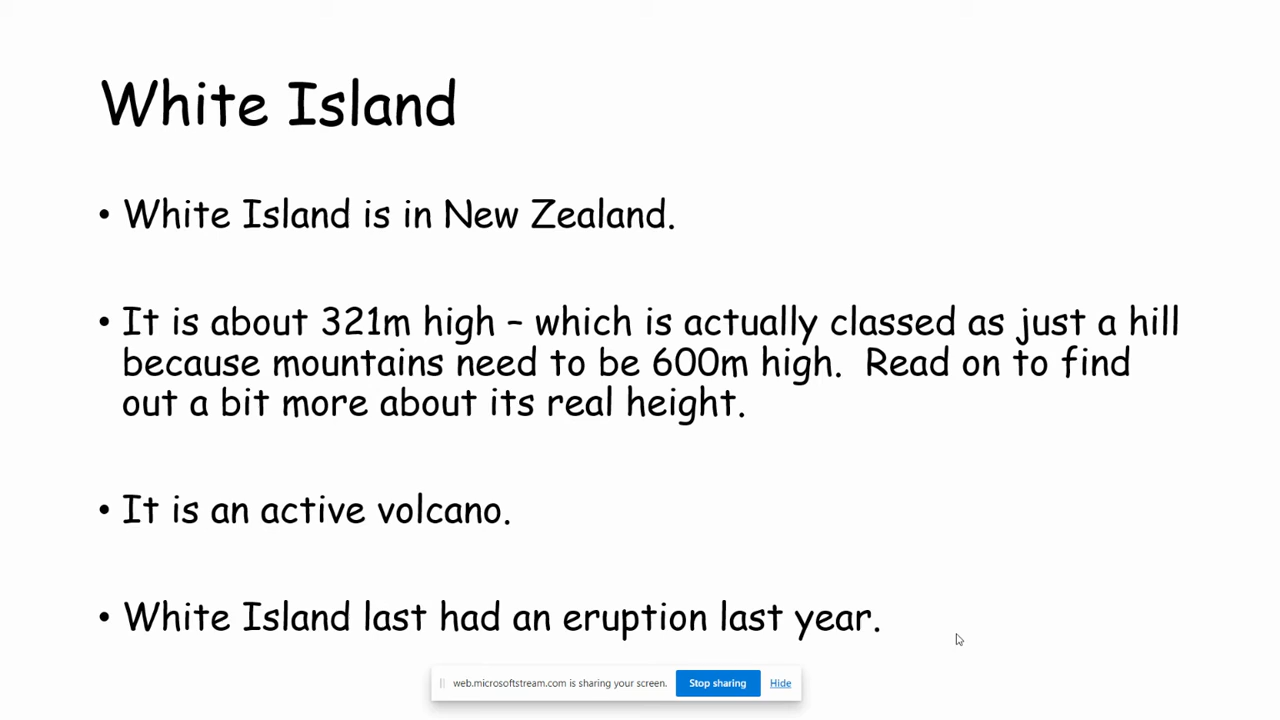 White Island
• White Island is in New Zealand.
• It is about 321m high – which is actually classed as just a hill
because mountains need to be 600m high.  Read on to find
out a bit more about its real height.
• It is an active volcano.
• White Island last had an eruption last year.
web.microsoftstream.com is sharing your screen. Stop sharing Hide